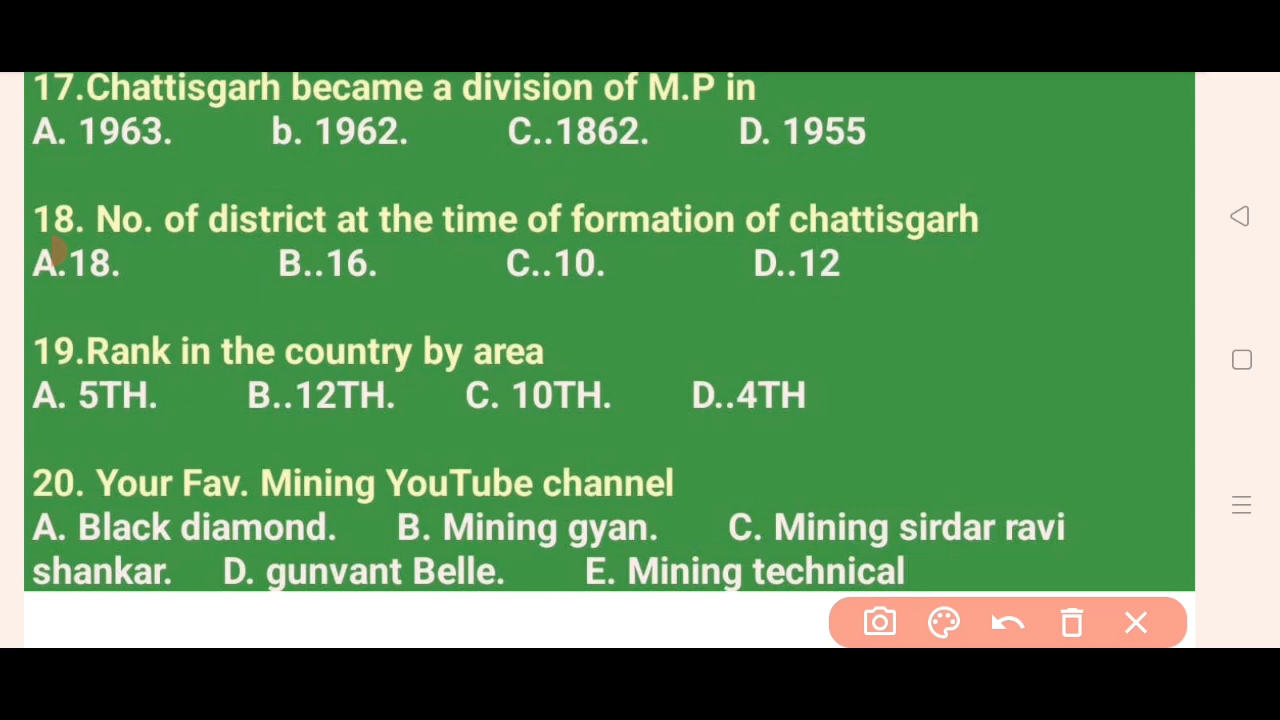 17.Chattisgarh became a division of M.P in
A. 1963. b. 1962. C..1862. D. 1955
18. No. of district at the time of formation of chattisgarh
A.18. B..16. C..10. D..12
19.Rank in the country by area
A. 5TH. B..12TH. C. 10TH. D..4TH
20. Your Fav. Mining YouTube channel
A. Black diamond. B. Mining gyan. C. Mining sirdar ravi
shankar. D. gunvant Belle. E. Mining technical